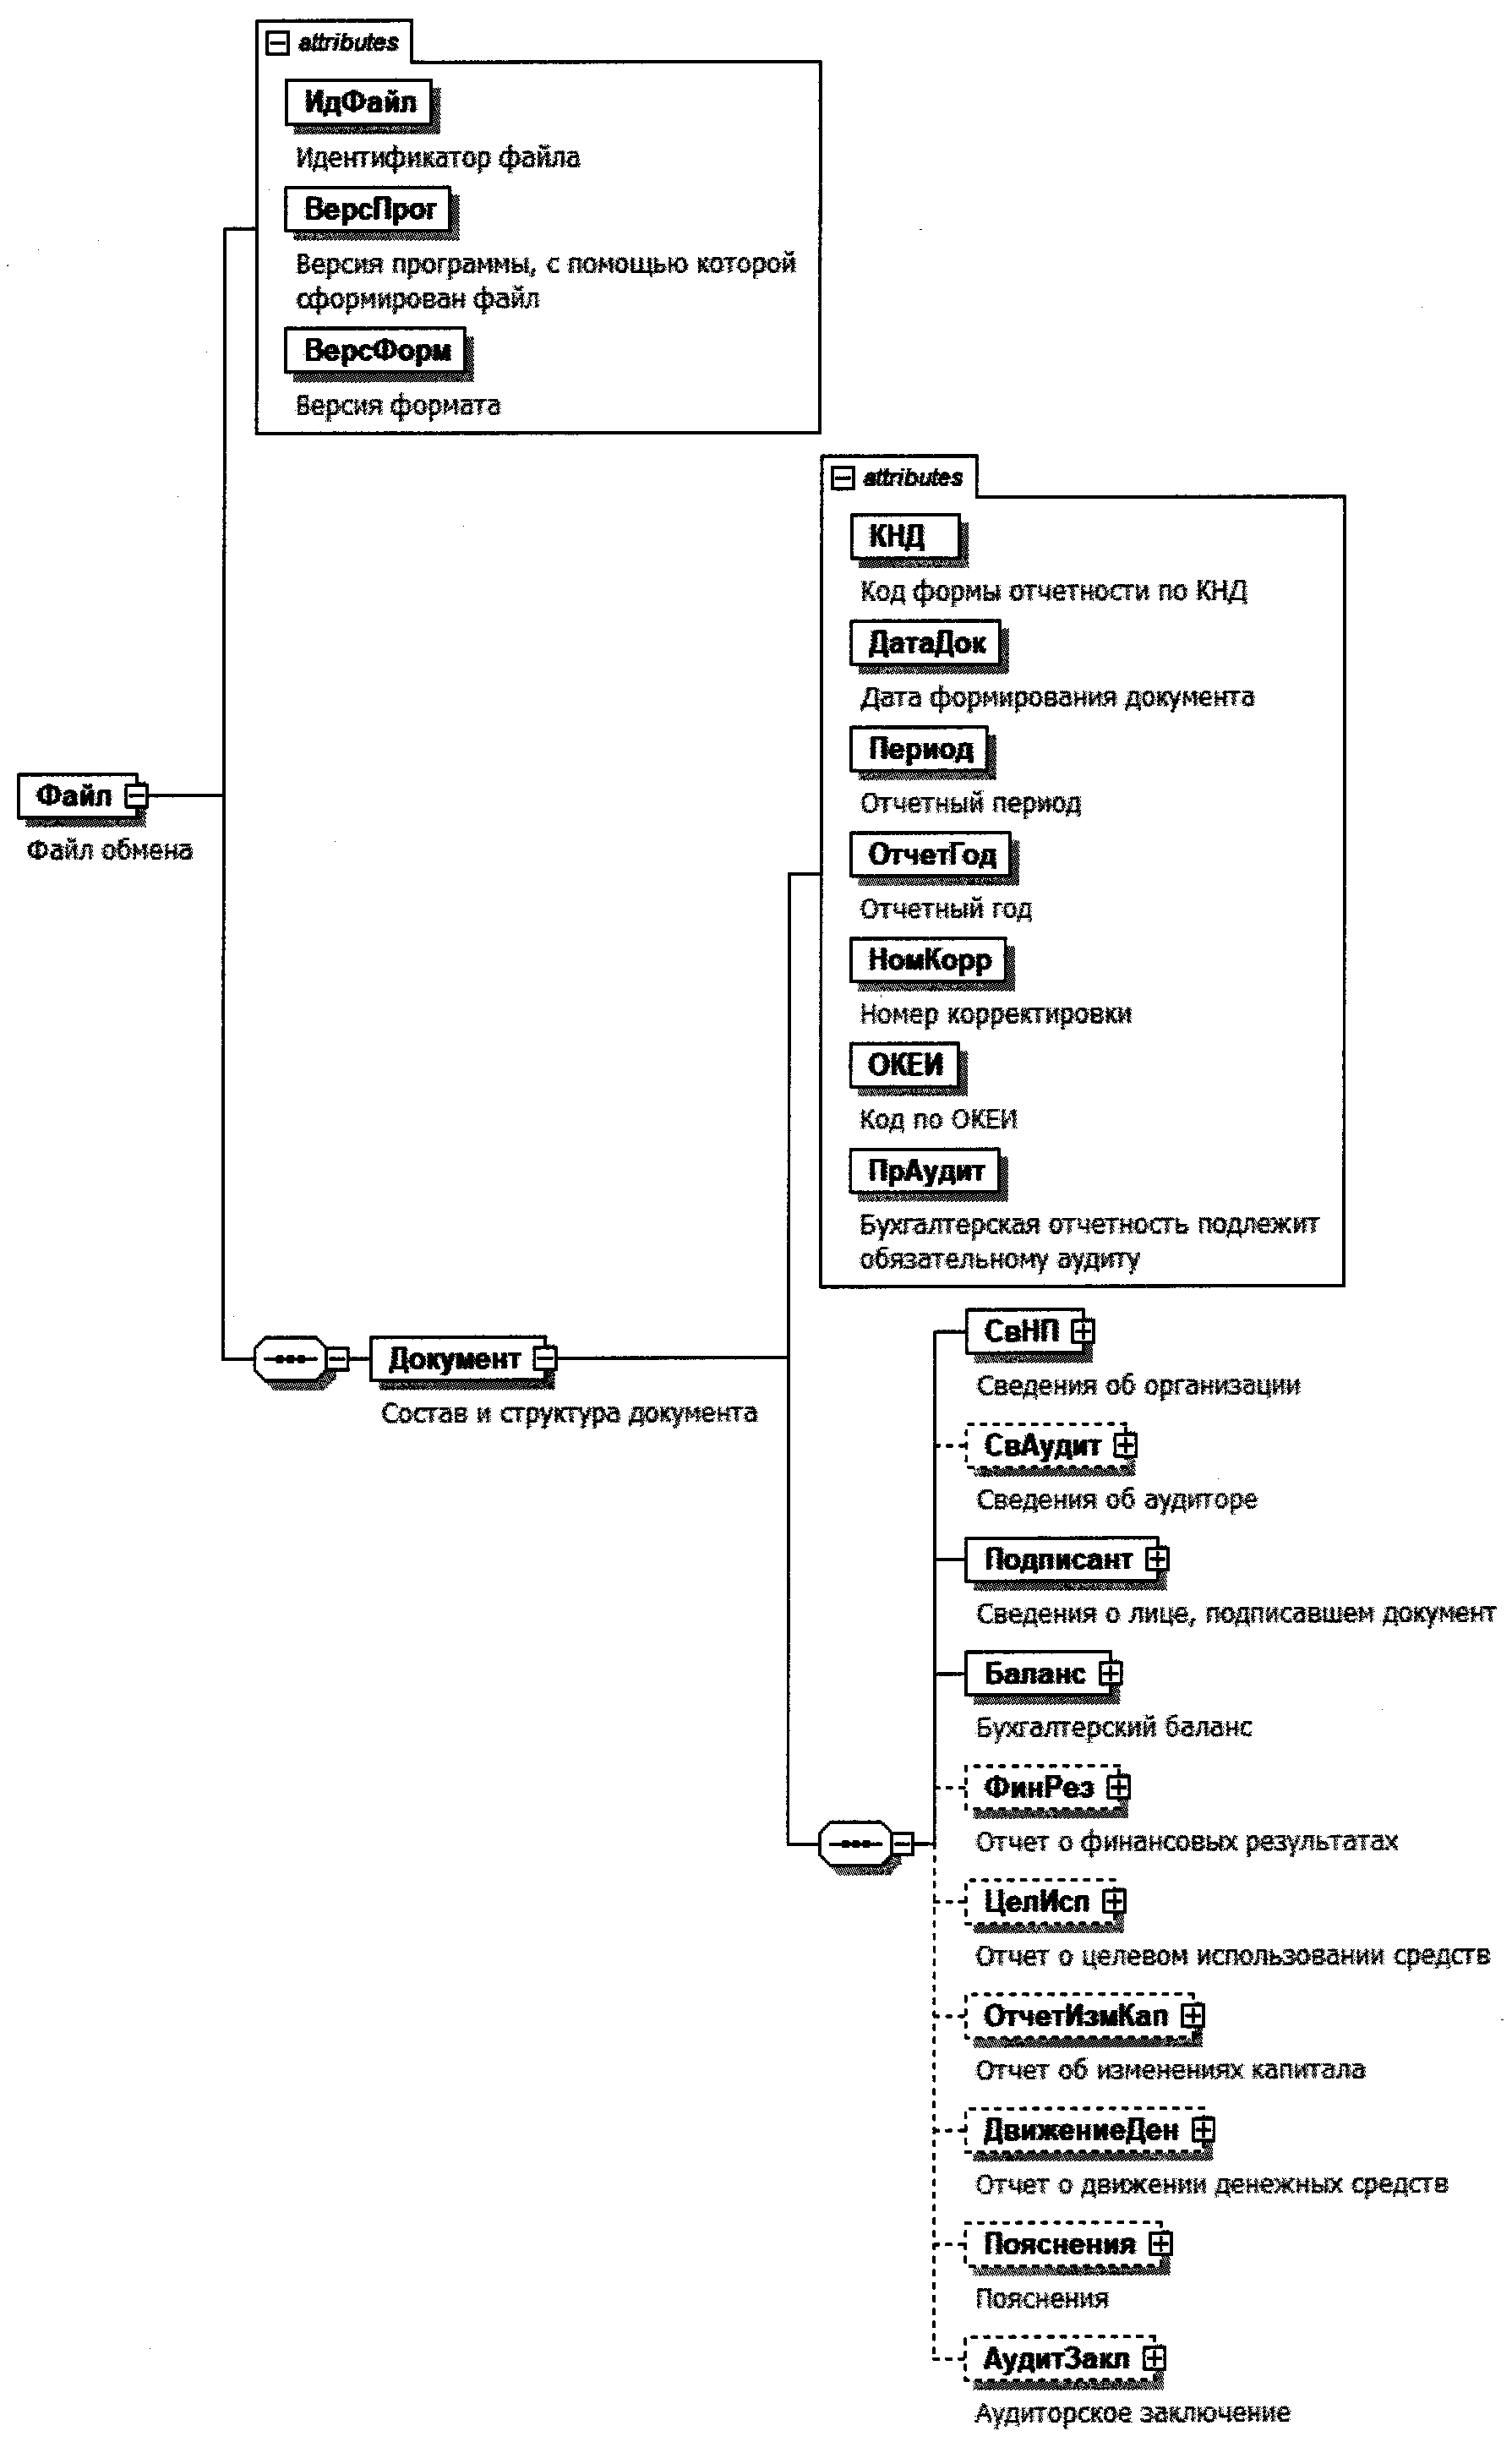 attributes
ИдФайл
Идентификатор файла
ВерсПрог
Версия программы, с помощью которой
сформирован файл
ВерсФорм
Версия формата
Файл
Файл обмена
attributes
КНД
Код формы отчетности по КНД
ДатаДок
Дата формирования документа
Период
Отчетный период
ОтчетГод
Отчетный год
НомКорр
Номер корректировки
ОКЕИ
Код по ОКЕИ
ПрАудит
Бухгалтерская отчетность подлежит
обязательному аудиту
Документ
Состав и структура документа
СвНП
Сведения об организации
СвАудит
Сведения об аудиторе
Подписант
Сведения о лице, подписавшем документ
Баланс
Бухгалтерский баланс
ФинРез
Отчет о финансовых результатах
ЦелИсп
Отчет о целевом использовании средств
ОтчетИзмКап
Отчет об изменениях капитала
ДвижениеДен
Отчет о движении денежных средств
Пояснения
Пояснения
АудитЗакл
Аудиторское заключение